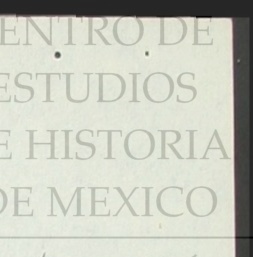 ENTRO DE
ESTUDIOS
E HISTORIA
DE MEXICO